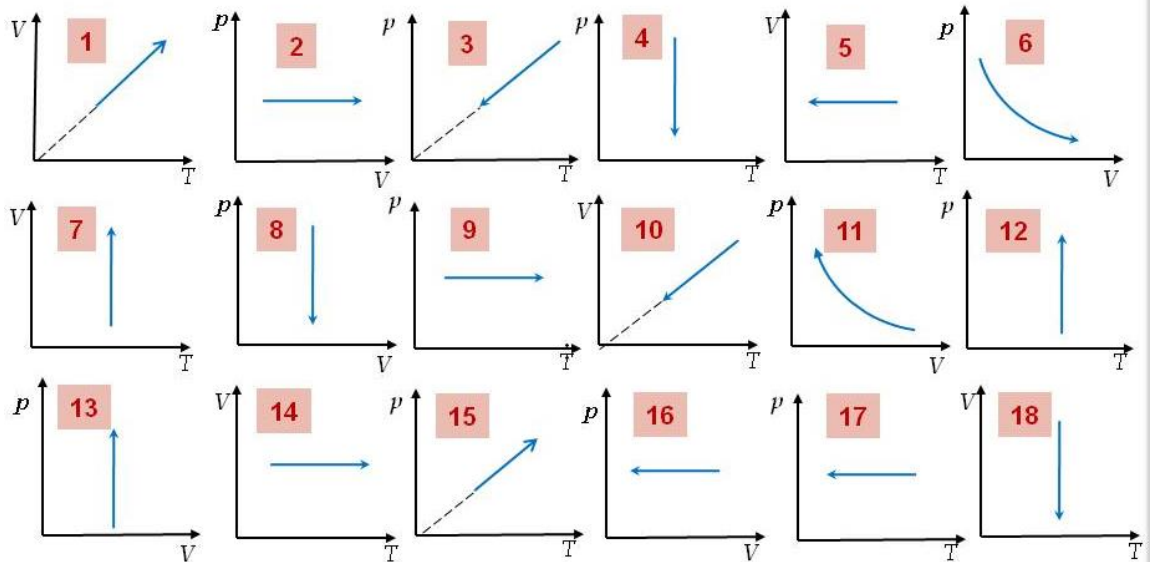 V 1 T
p 2 V
p 3 T
p 4 T
V 5 T
p 6 V
V 7 T
p 8 V
p 9 T
V 10 T
p 11 V
p 12 T
p 13 V
V 14 T
p 15 T
p 16 V
p 17 T
V 18 T